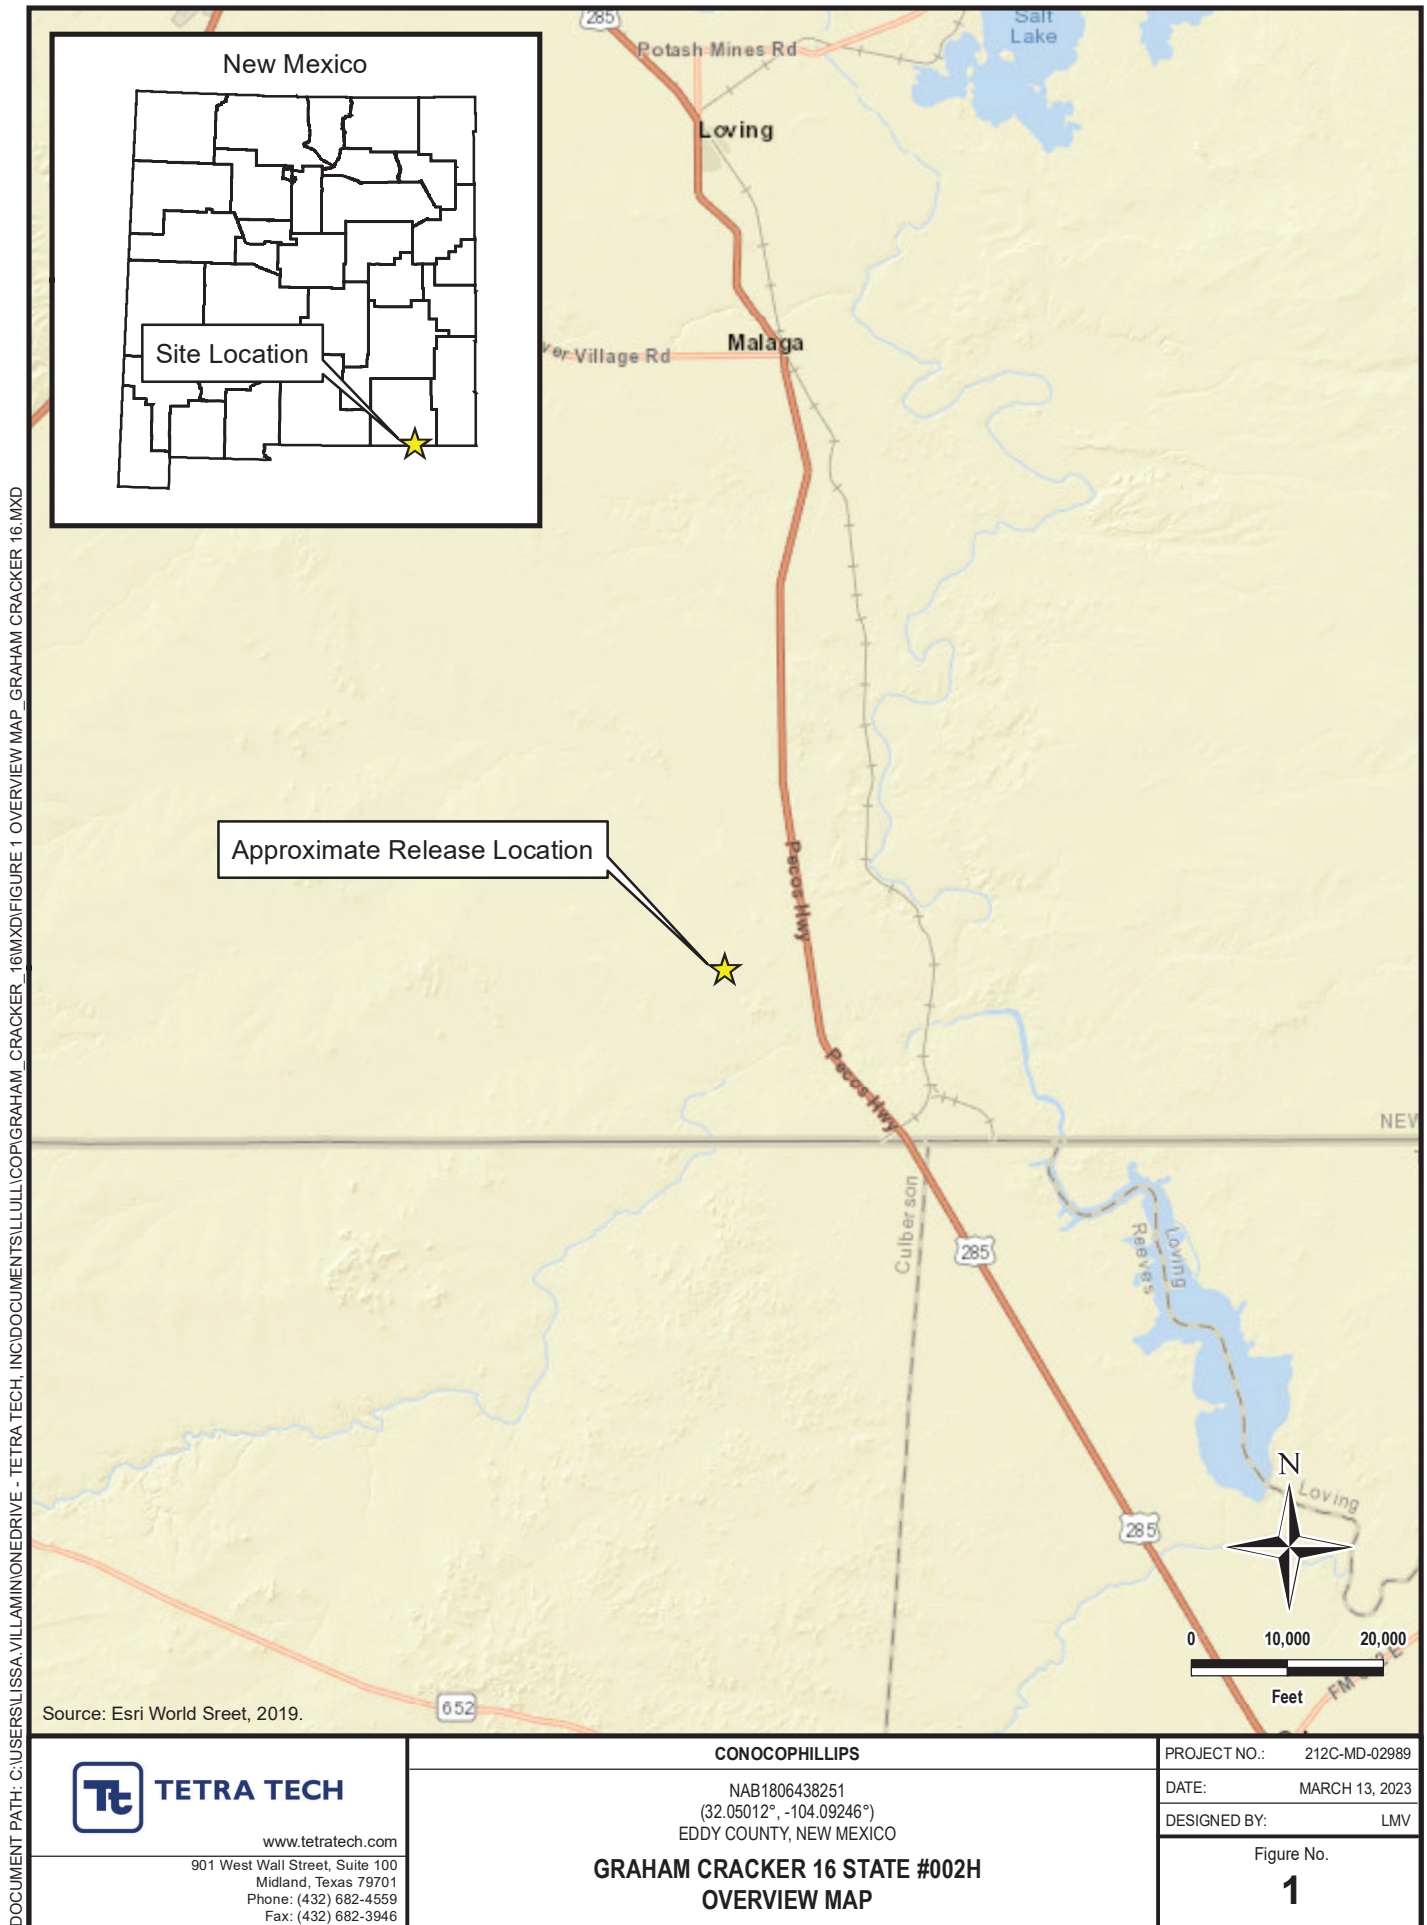 New Mexico
Site Location
285
Potash Mines Rd
Salt
Lake
Loving
Malaga
ver Village Rd
Approximate Release Location
Pecos Hwy
Pecos Hwy
NEW
Culberson
285
Reeves
Loving
285
N
Loving
0 10,000 20,000
Feet
652
Source: Esri World Sreet, 2019.
DOCUMENT PATH: C:\USERS\LISSA.VILLAMIN\ONEDRIVE - TETRA TECH, INC\DOCUMENTS\LLULL\COP\GRAHAM_CRACKER_16\MXD\FIGURE 1 OVERVIEW MAP_GRAHAM CRACKER 16.MXD
Tt TETRA TECH
www.tetratech.com
901 West Wall Street, Suite 100
Midland, Texas 79701
Phone: (432) 682-4559
Fax: (432) 682-3946
CONOCOPHILLIPS
NAB1806438251
(32.05012°, -104.09246°)
EDDY COUNTY, NEW MEXICO
GRAHAM CRACKER 16 STATE #002H
OVERVIEW MAP
PROJECT NO.: 212C-MD-02989
DATE: MARCH 13, 2023
DESIGNED BY: LMV
Figure No.
1